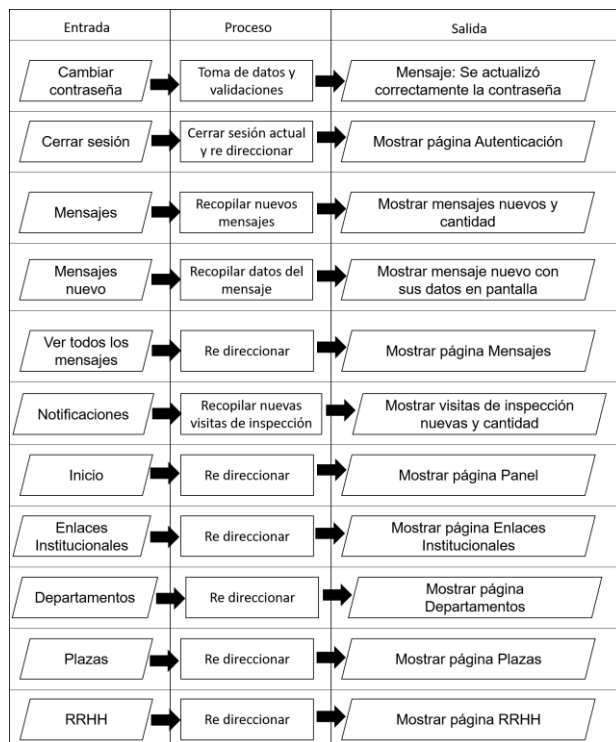 Entrada
Proceso
Salida
Cambiar
contraseña
Toma de datos y
validaciones
Mensaje: Se actualizó
correctamente la contraseña
Cerrar sesión
Cerrar sesión actual
y re direccionar
Mostrar página Autenticación
Mensajes
Recopilar nuevos
mensajes
Mostrar mensajes nuevos y
cantidad
Mensajes
nuevo
Recopilar datos del
mensaje
Mostrar mensaje nuevo con
sus datos en pantalla
Ver todos los
mensajes
Re direccionar
Mostrar página Mensajes
Notificaciones
Recopilar nuevas
visitas de inspección
Mostrar visitas de inspección
nuevas y cantidad
Inicio
Re direccionar
Mostrar página Panel
Enlaces
Institucionales
Re direccionar
Mostrar página Enlaces
Institucionales
Departamentos
Re direccionar
Mostrar página
Departamentos
Plazas
Re direccionar
Mostrar página Plazas
RRHH
Re direccionar
Mostrar página RRHH